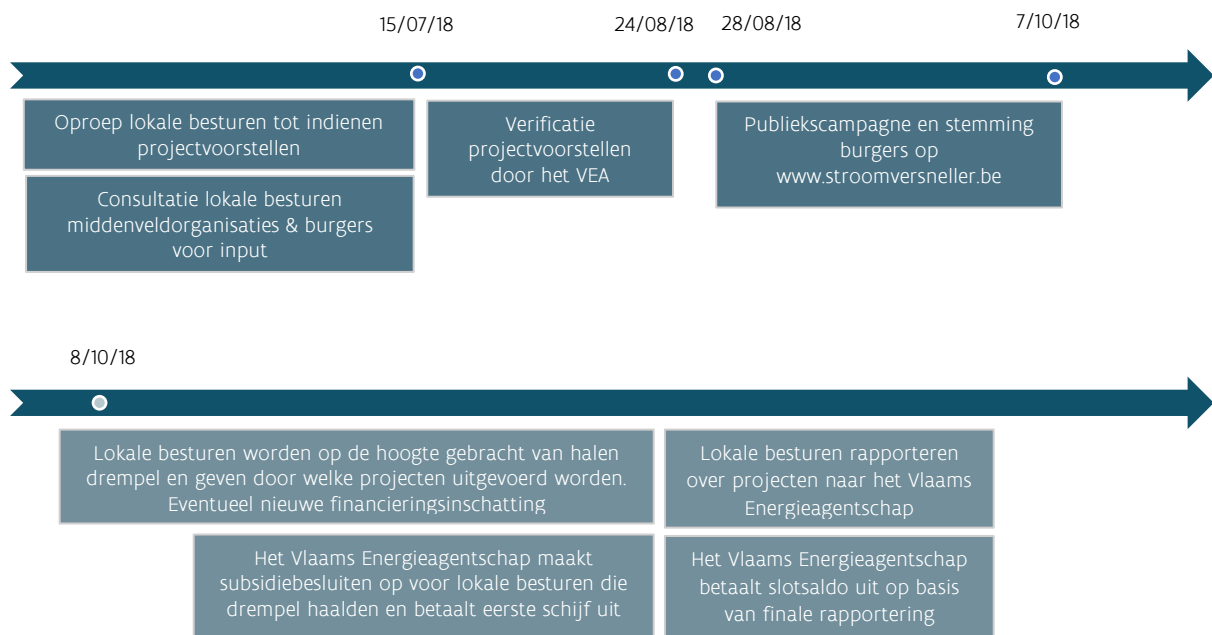 15/07/18
24/08/18
28/08/18
7/10/18
Oproep lokale besturen tot indienen
projectvoorstellen
Consultatie lokale besturen
middenveldorganisaties & burgers
voor input
Verificatie
projectvoorstellen
door het VEA
Publiekscampagne en stemming
burgers op
www.stroomversneller.be
8/10/18
Lokale besturen worden op de hoogte gebracht van halen
drempel en geven door welke projecten uitgevoerd worden.
Eventueel nieuwe financieringsinschatting
Het Vlaams Energieagentschap maakt
subsidiebesluiten op voor lokale besturen die
drempel haalden en betaalt eerste schijf uit
Lokale besturen rapporteren
over projecten naar het Vlaams
Energieagentschap
Het Vlaams Energieagentschap
betaalt slotsaldo uit op basis
van finale rapportering